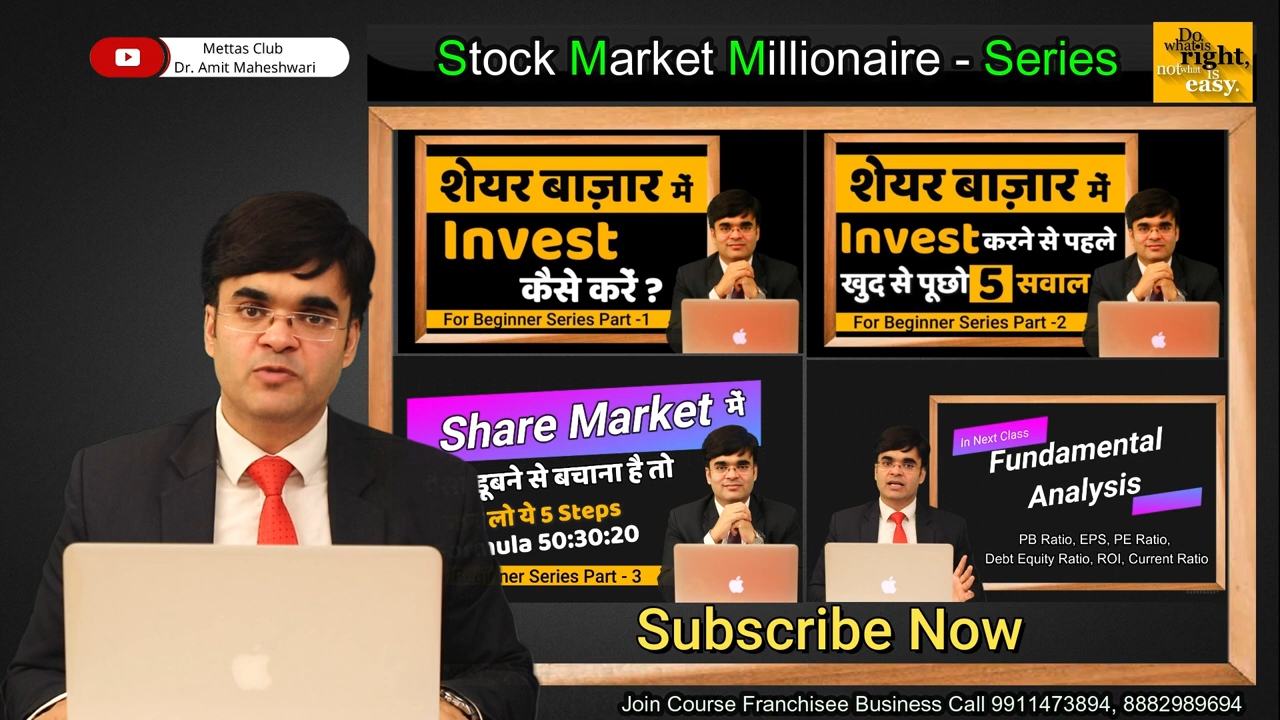 Mettas Club
Dr. Amit Maheshwari
Stock Market Millionaire - Series
Do
what is
right,
not what is
easy.
शेयर बाज़ार में
Invest
कैसे करें ?
For Beginner Series Part -1
शेयर बाज़ार में
Invest करने से पहले
खुद से पूछो 5 सवाल
For Beginner Series Part -2
Share Market में
डूबने से बचाना है तो
लो ये 5 Steps
50:30:20
Series Part - 3
In Next Class
Fundamental
Analysis
PB Ratio, EPS, PE Ratio,
Debt Equity Ratio, ROI, Current Ratio
Subscribe Now
Join Course Franchisee Business Call 9911473894, 8882989694